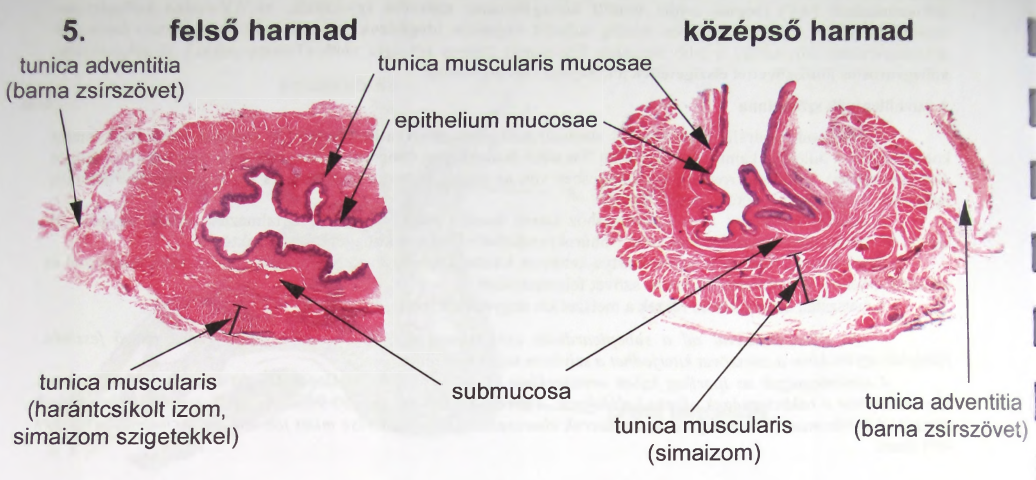 5.
felső harmad
középső harmad
tunica adventitia
(barna zsírszövet)
tunica muscularis mucosae
epithelium mucosae
tunica muscularis
(harántcsíkolt izom,
simaizom szigetekkel)
submucosa
tunica muscularis
(simaizom)
tunica adventitia
(barna zsírszövet)